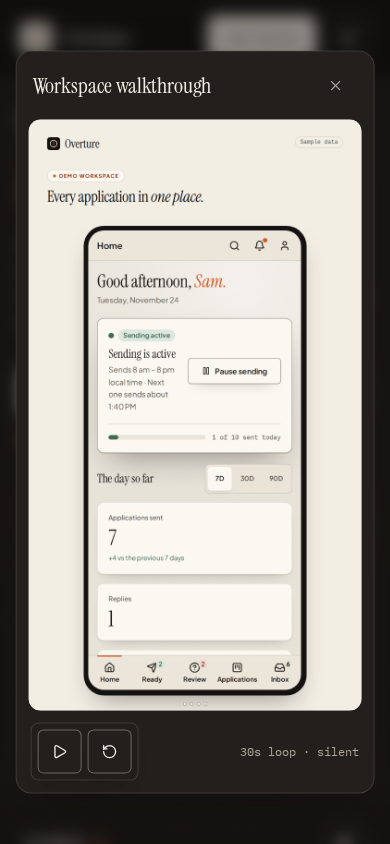 Workspace walkthrough
Overture
Sample data
DEMO WORKSPACE
Every application in one place.
Home
Good afternoon, Sam.
Tuesday, November 24
Sending active
Sending is active
Sends 8 am – 8 pm
local time · Next
one sends about
1:40 PM
Pause sending
1 of 10 sent today
The day so far
7D
30D
90D
Applications sent
7
+4 vs the previous 7 days
Replies
1
2
2
6
Home
Ready
Review
Applications
Inbox
30s loop · silent